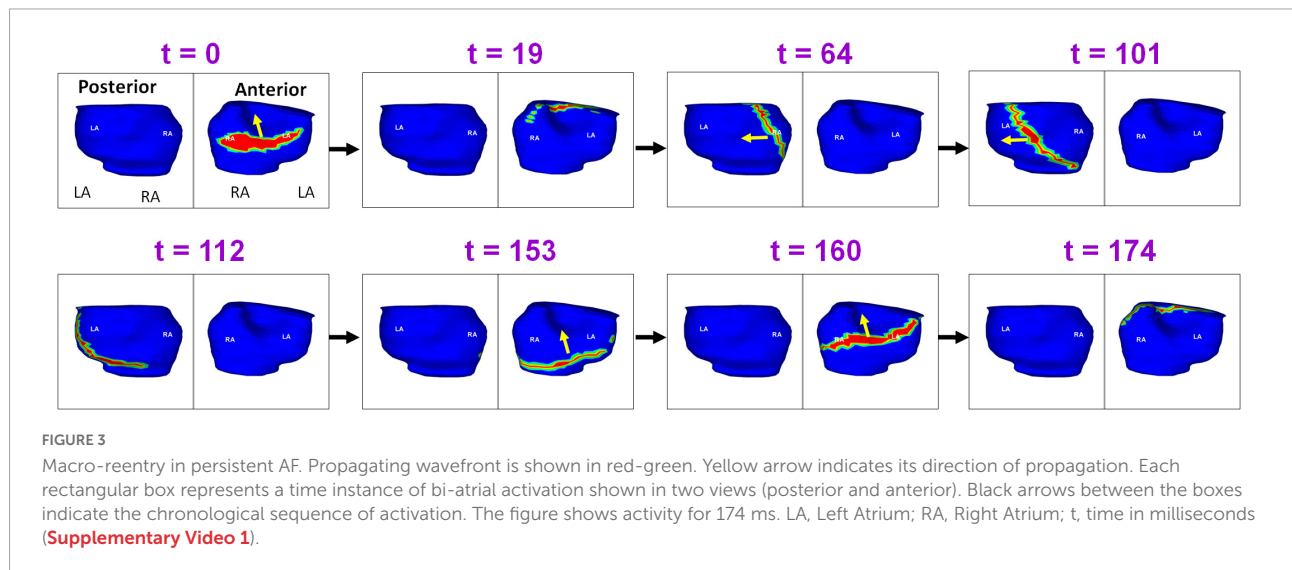 t = 0
t = 19
t = 64
t = 101
Posterior
Anterior
LA
RA
RA
LA
LA
RA
RA
LA
LA
RA
RA
LA
LA
RA
RA
LA
LA
RA
RA
LA
t = 112
t = 153
t = 160
t = 174
LA
RA
RA
LA
LA
RA
RA
LA
LA
RA
RA
LA
LA
RA
RA
LA
FIGURE 3
Macro-reentry in persistent AF. Propagating wavefront is shown in red-green. Yellow arrow indicates its direction of propagation. Each
rectangular box represents a time instance of bi-atrial activation shown in two views (posterior and anterior). Black arrows between the boxes
indicate the chronological sequence of activation. The figure shows activity for 174 ms. LA, Left Atrium; RA, Right Atrium; t, time in milliseconds
(Supplementary Video 1).